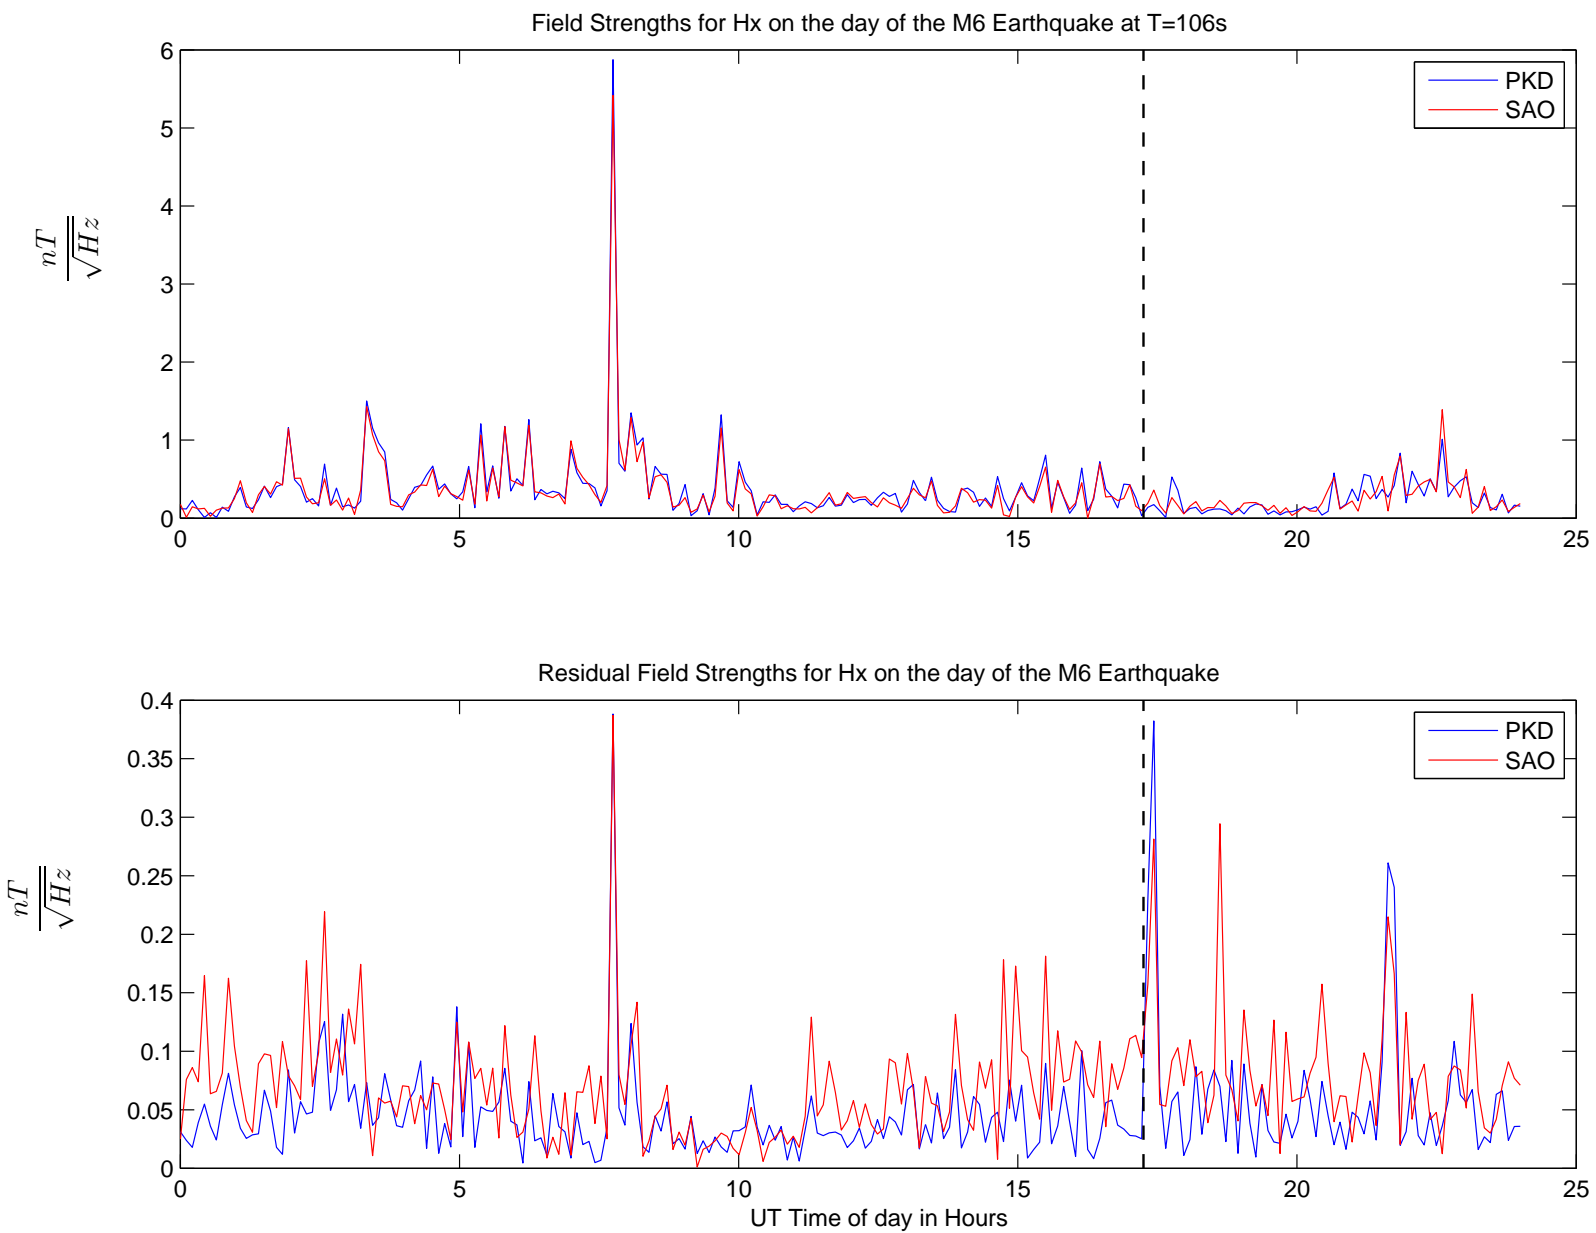 Field Strengths for Hx on the day of the M6 Earthquake at T=106s
6
5
4
3
2
1
0
nT
√Hz
PKD
SAO
0 5 10 15 20 25
Residual Field Strengths for Hx on the day of the M6 Earthquake
0.4
0.35
0.3
0.25
0.2
0.15
0.1
0.05
0
nT
√Hz
PKD
SAO
0 5 10 15 20 25
UT Time of day in Hours